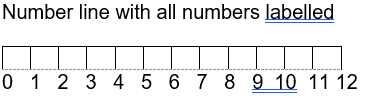 Number line with all numbers labelled
0 1 2 3 4 5 6 7 8 9 10 11 12